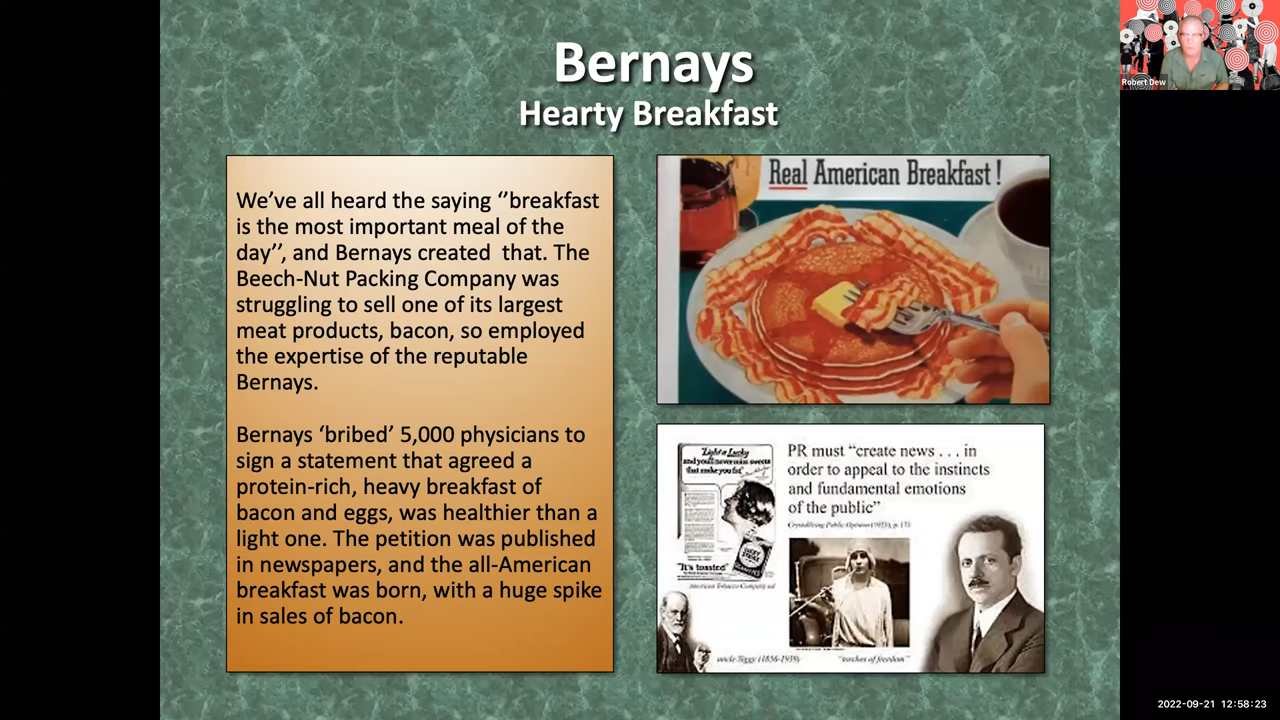 Bernays
Hearty Breakfast
We’ve all heard the saying ‘’breakfast
is the most important meal of the
day’’, and Bernays created  that. The
Beech-Nut Packing Company was
struggling to sell one of its largest
meat products, bacon, so employed
the expertise of the reputable
Bernays.
Bernays ‘bribed’ 5,000 physicians to
sign a statement that agreed a
protein-rich, heavy breakfast of
bacon and eggs, was healthier than a
light one. The petition was published
in newspapers, and the all-American
breakfast was born, with a huge spike
in sales of bacon.
Real American Breakfast!
"Light a Lucky
and you'll never miss sweets
that make you fat"
"It's toasted"
American Tobacco Company ad
PR must “create news . . . in
order to appeal to the instincts
and fundamental emotions
of the public”
Crystallizing Public Opinion (1923), p. 171
uncle Siggy (1856-1939)
"torches of freedom"
Robert Dew
2022-09-21 12:58:23